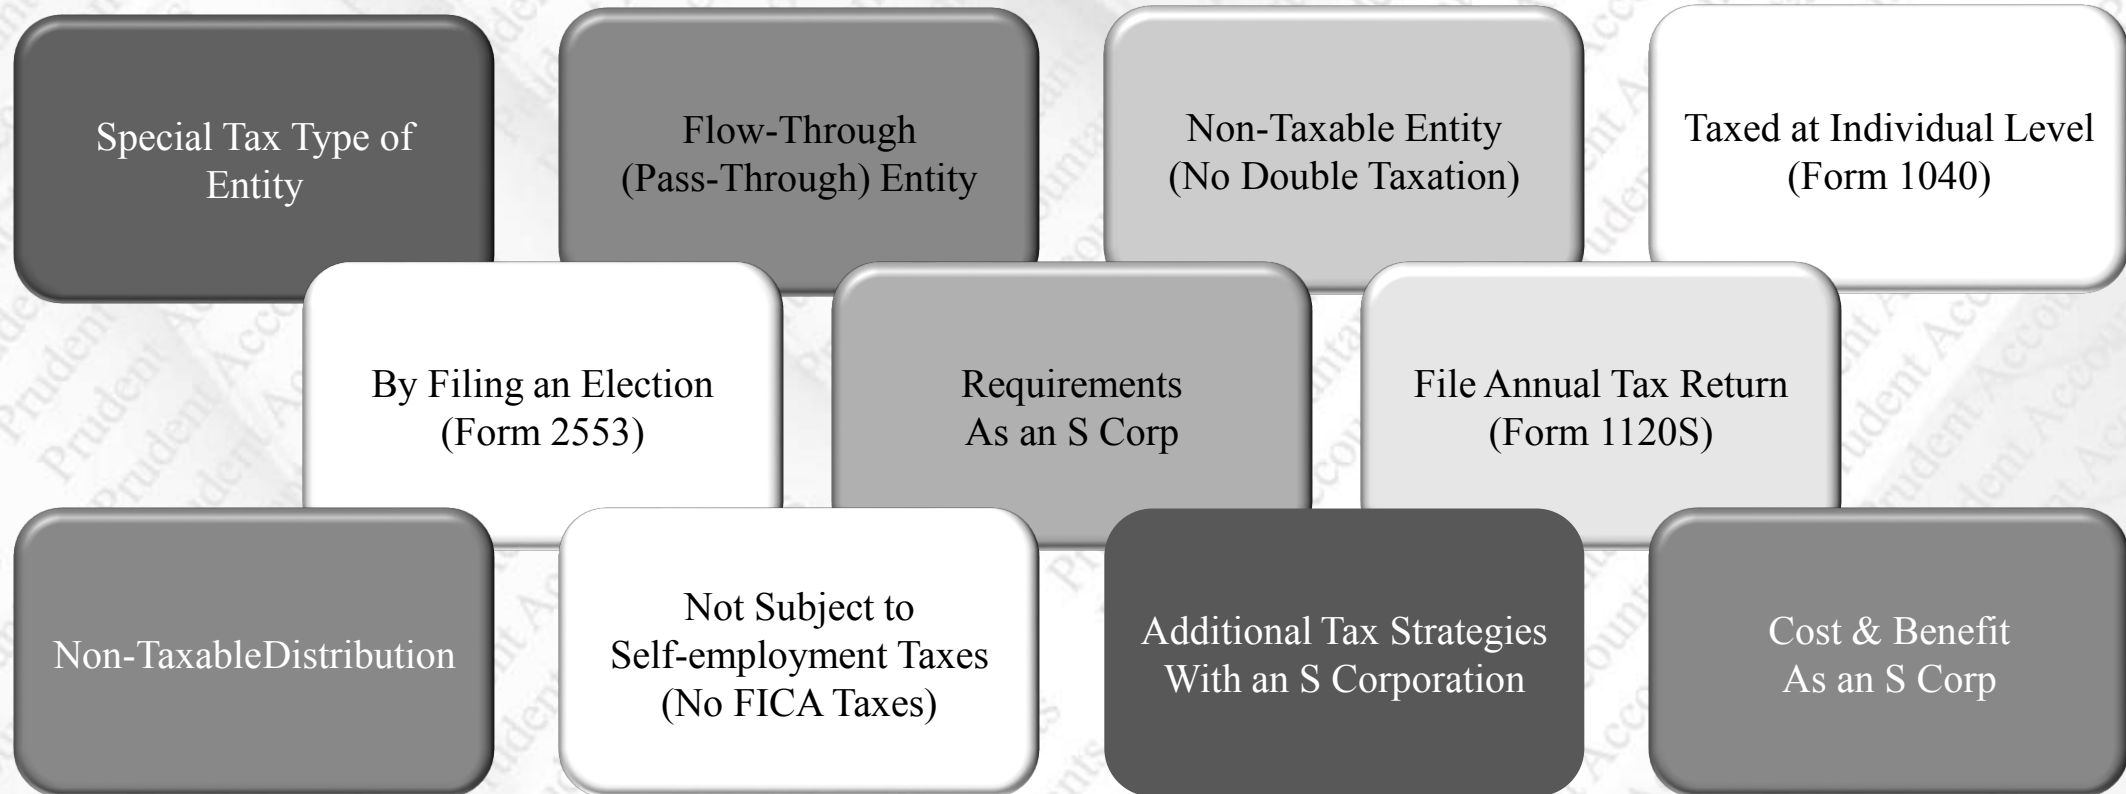 Special Tax Type of
Entity
Flow-Through
(Pass-Through) Entity
Non-Taxable Entity
(No Double Taxation)
Taxed at Individual Level
(Form 1040)
By Filing an Election
(Form 2553)
Requirements
As an S Corp
File Annual Tax Return
(Form 1120S)
Non-TaxableDistribution
Not Subject to
Self-employment Taxes
(No FICA Taxes)
Additional Tax Strategies
With an S Corporation
Cost & Benefit
As an S Corp